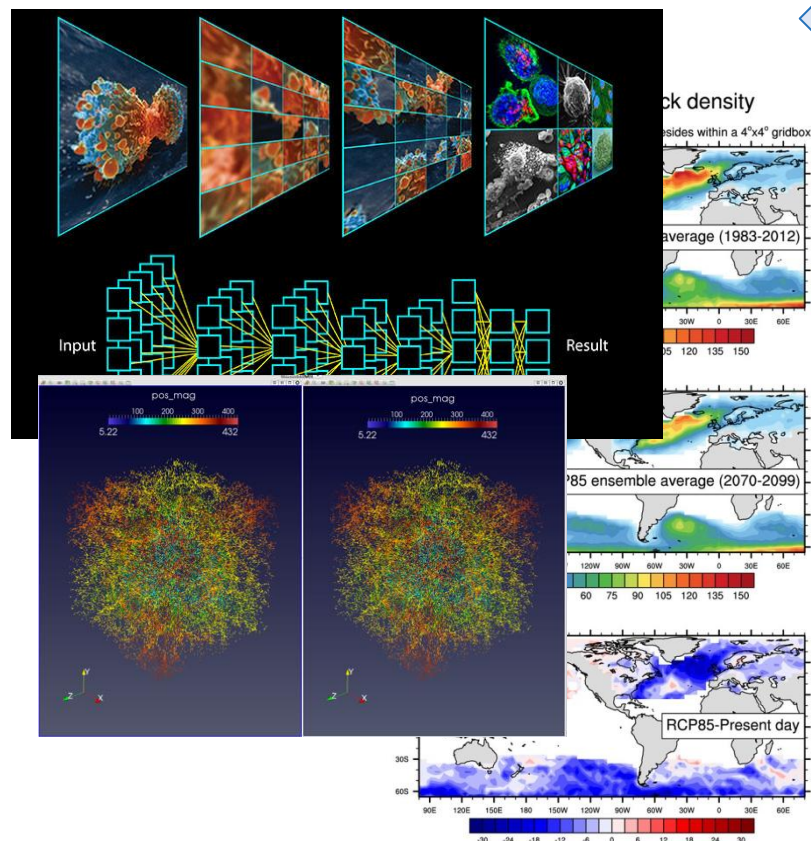 Input
Result
pos_mag
100 200 300 400
5.22 432
pos_mag
100 200 300 400
5.22 432
ck density
esides within a 4°x4° gridbox
average (1983-2012)
30W 0 30E 60E
105 120 135 150
P85 ensemble average (2070-2099)
120W 90W 60W 30W 0 30E 60E
60 75 90 105 120 135 150
RCP85-Present day
30S
60S
90E 120E 150E 180 150W 120W 90W 60W 30W 0 30E 60E
-30 -24 -18 -12 -6 0 6 12 18 24 30
Y
Z X
Y
Z X